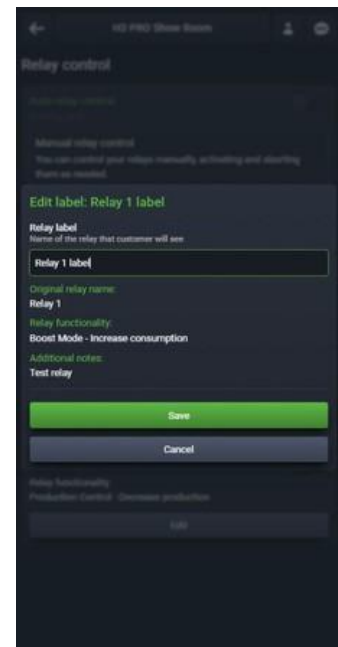 HQ PRO Show Room
Relay control
Manual relay control
You can control your relays manually, activating and aborting
them as needed.
Edit label: Relay 1 label
Relay label
Name of the relay that customer will see
Relay 1 label
Original relay name:
Relay 1
Relay functionality:
Boost Mode - Increase consumption
Additional notes:
Test relay
Save
Cancel
Relay functionality
Production Control - Decrease production
Edit